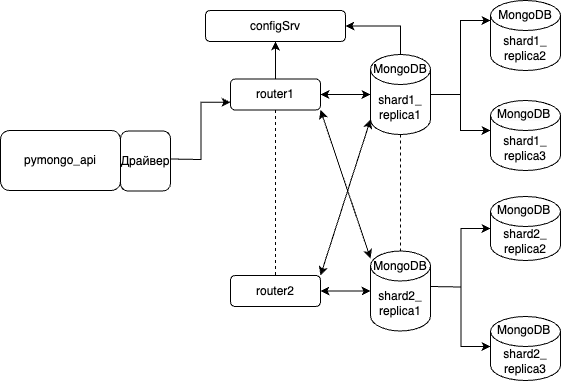 configSrv
MongoDB
shard1_
replica2
MongoDB
shard1_
replica1
router1
MongoDB
shard1_
replica3
pymongo_api
Драйвер
MongoDB
shard2_
replica2
MongoDB
shard2_
replica1
router2
MongoDB
shard2_
replica3